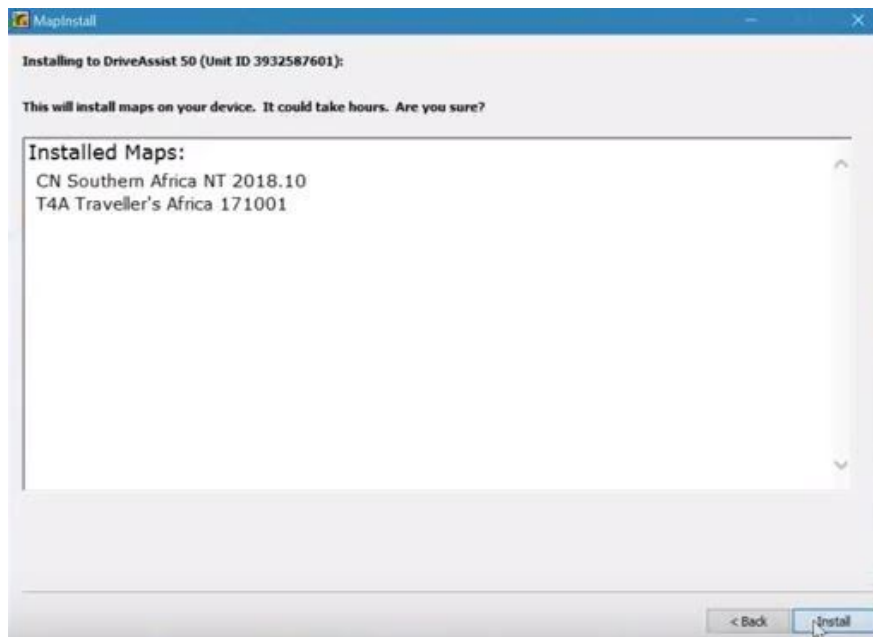 MapInstall
Installing to DriveAssist 50 (Unit ID 3932587601):
This will install maps on your device. It could take hours. Are you sure?
Installed Maps:
CN Southern Africa NT 2018.10
T4A Traveller's Africa 171001
< Back Install